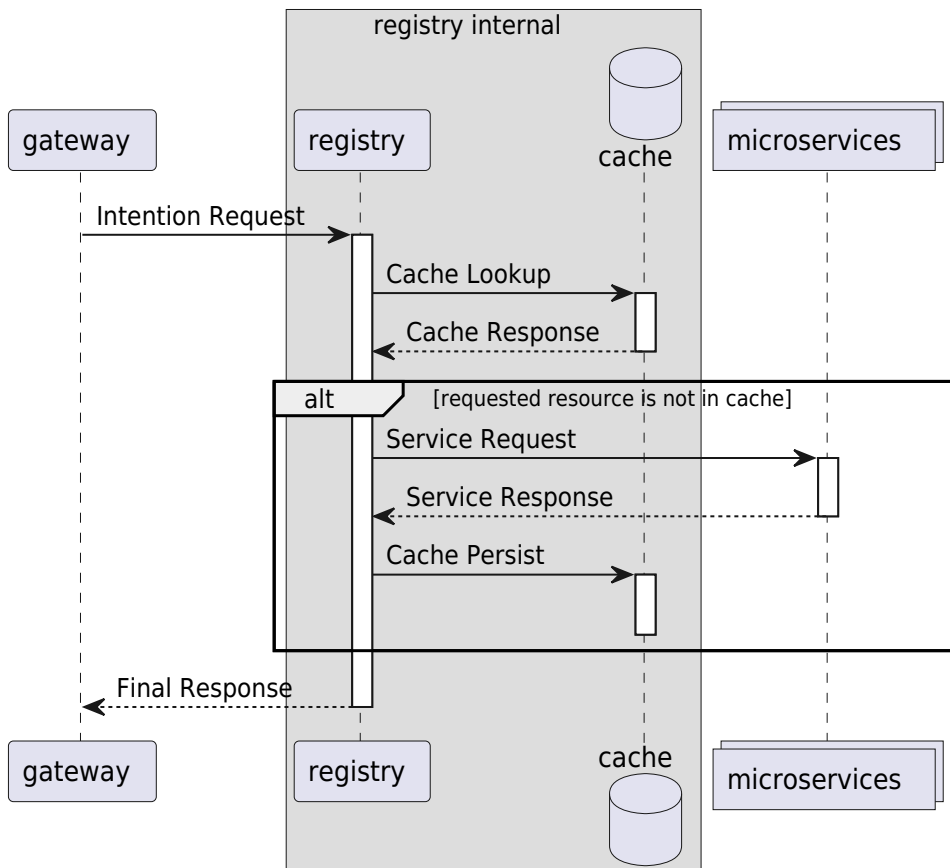 registry internal
gateway
registry
cache
microservices
Intention Request
Cache Lookup
Cache Response
alt
[requested resource is not in cache]
Service Request
Service Response
Cache Persist
Final Response
gateway
registry
cache
microservices